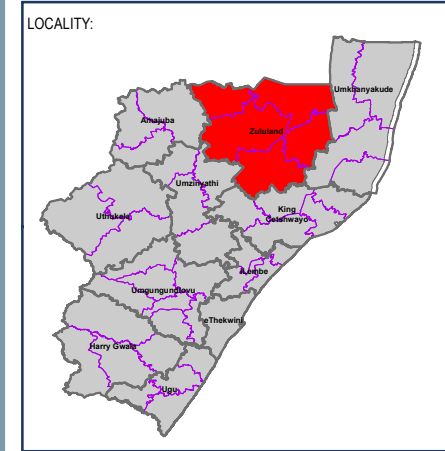 LOCALITY:
Umkhanyakude
Amajuba
Zululand
Umzinyathi
King
Cetshwayo
Uthukela
iLembe
Umgungundlovu
eThekwini
Harry Gwala
Ugu